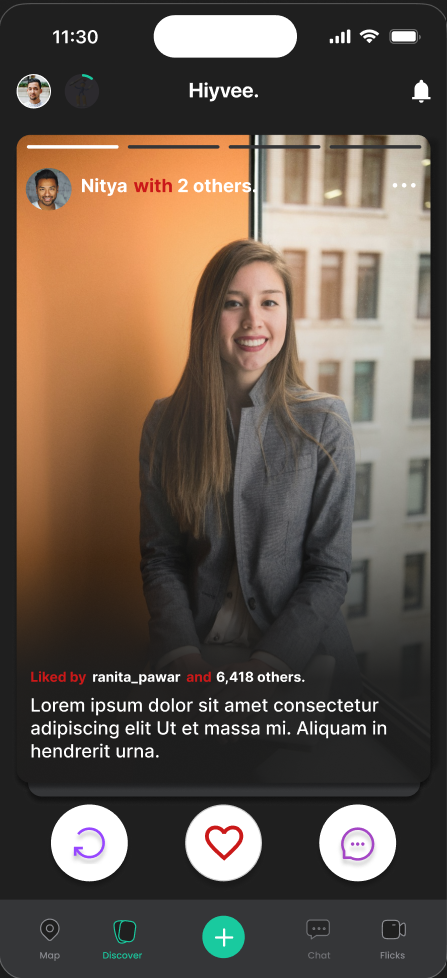 11:30
Hiyvee.
Nitya with 2 others.
Liked by ranita_pawar and 6,418 others.
Lorem ipsum dolor sit amet consectetur
adipiscing elit Ut et massa mi. Aliquam in
hendrerit urna.
Map Discover Chat Flicks